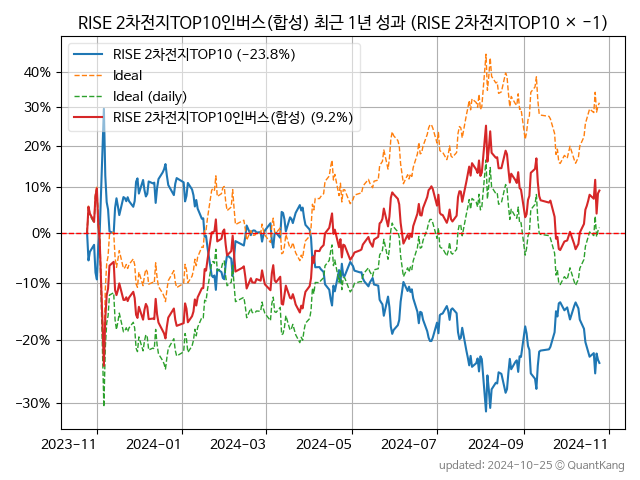 RISE 2차전지TOP10인버스(합성) 최근 1년 성과 (RISE 2차전지TOP10 × −1)
RISE 2차전지TOP10 (−23.8%)
Ideal
Ideal (daily)
RISE 2차전지TOP10인버스(합성) (9.2%)
40%
30%
20%
10%
0%
−10%
−20%
−30%
2023−11 2024−01 2024−03 2024−05 2024−07 2024−09 2024−11
updated: 2024−10−25 ⓒ QuantKang